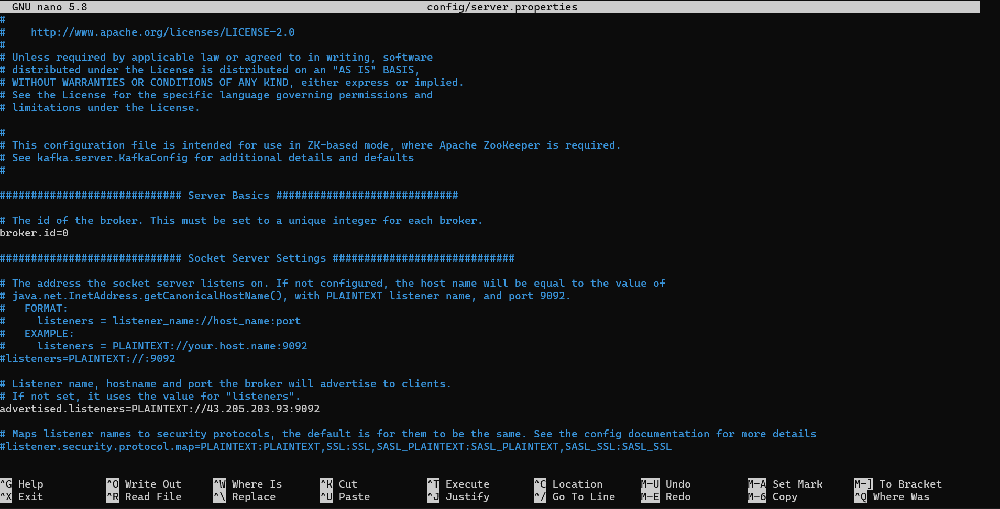 GNU nano 5.8 config/server.properties
#
#    http://www.apache.org/licenses/LICENSE-2.0
#
# Unless required by applicable law or agreed to in writing, software
# distributed under the License is distributed on an "AS IS" BASIS,
# WITHOUT WARRANTIES OR CONDITIONS OF ANY KIND, either express or implied.
# See the License for the specific language governing permissions and
# limitations under the License.
#
# This configuration file is intended for use in ZK-based mode, where Apache ZooKeeper is required.
# See kafka.server.KafkaConfig for additional details and defaults
#
############################# Server Basics #############################
# The id of the broker. This must be set to a unique integer for each broker.
broker.id=0
############################# Socket Server Settings #############################
# The address the socket server listens on. If not configured, the host name will be equal to the value of
# java.net.InetAddress.getCanonicalHostName(), with PLAINTEXT listener name, and port 9092.
#   FORMAT:
#     listeners = listener_name://host_name:port
#   EXAMPLE:
#     listeners = PLAINTEXT://your.host.name:9092
#listeners=PLAINTEXT://:9092
# Listener name, hostname and port the broker will advertise to clients.
# If not set, it uses the value for "listeners".
advertised.listeners=PLAINTEXT://43.205.203.93:9092
# Maps listener names to security protocols, the default is for them to be the same. See the config documentation for more details
#listener.security.protocol.map=PLAINTEXT:PLAINTEXT,SSL:SSL,SASL_PLAINTEXT:SASL_PLAINTEXT,SASL_SSL:SASL_SSL
^G Help ^O Write Out ^W Where Is ^K Cut ^T Execute ^C Location M-U Undo M-A Set Mark M-] To Bracket
^X Exit ^R Read File ^\ Replace ^U Paste ^J Justify ^/ Go To Line M-E Redo M-6 Copy ^Q Where Was